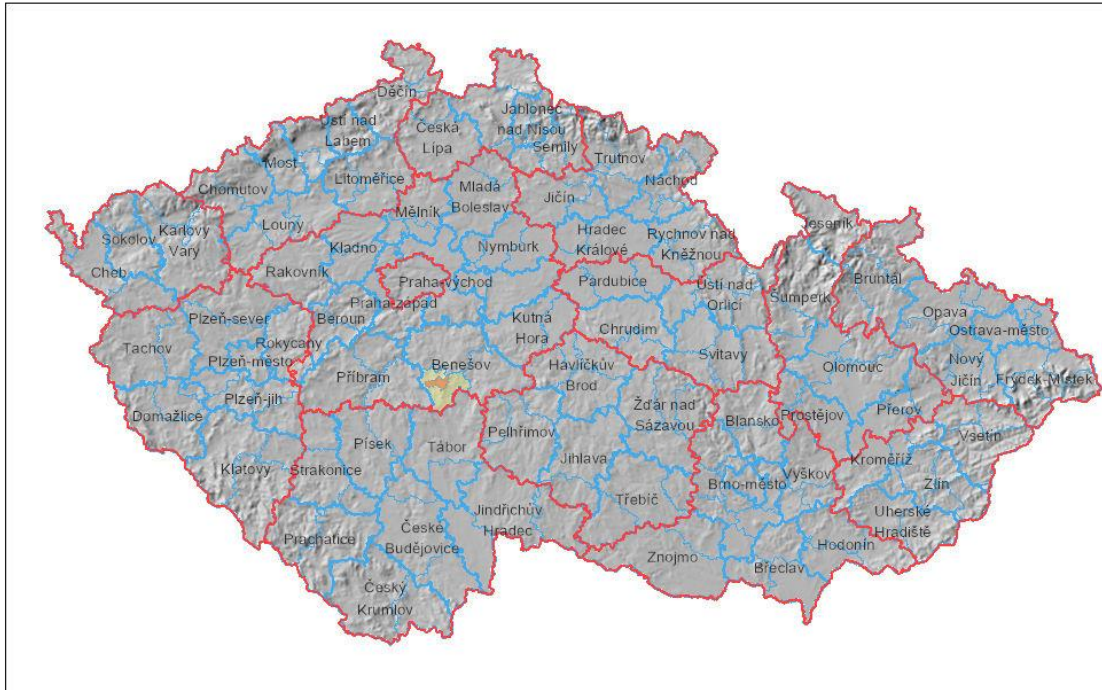 Děčín
Ústí nad
Labem
Česká
Lípa
Jablonec
nad Nisou
Semily
Trutnov
Most
Chomutov
Litoměřice
Mladá
Boleslav
Jičín
Náchod
Louny
Mělník
Sokolov
Karlovy
Vary
Cheb
Kladno
Nymburk
Hradec
Králové
Rychnov nad
Kněžnou
Jeseník
Rakovník
Praha-východ
Praha-západ
Pardubice
Ústí nad
Orlicí
Šumperk
Bruntál
Plzeň-sever
Beroun
Kutná
Hora
Chrudim
Opava
Ostrava-město
Tachov
Rokycany
Plzeň-město
Svitavy
Příbram
Benešov
Havlíčkův
Brod
Olomouc
Nový
Jičín
Frýdek-Místek
Domažlice
Plzeň-jih
Žďár nad
Sázavou
Blansko
Prostějov
Přerov
Písek
Tábor
Pelhřimov
Vsetín
Klatovy
Strakonice
Jihlava
Brno-město
Vyškov
Kroměříž
Zlín
Jindřichův
Hradec
Třebíč
Uherské
Hradiště
Prachatice
České
Budějovice
Znojmo
Hodonín
Břeclav
Český
Krumlov